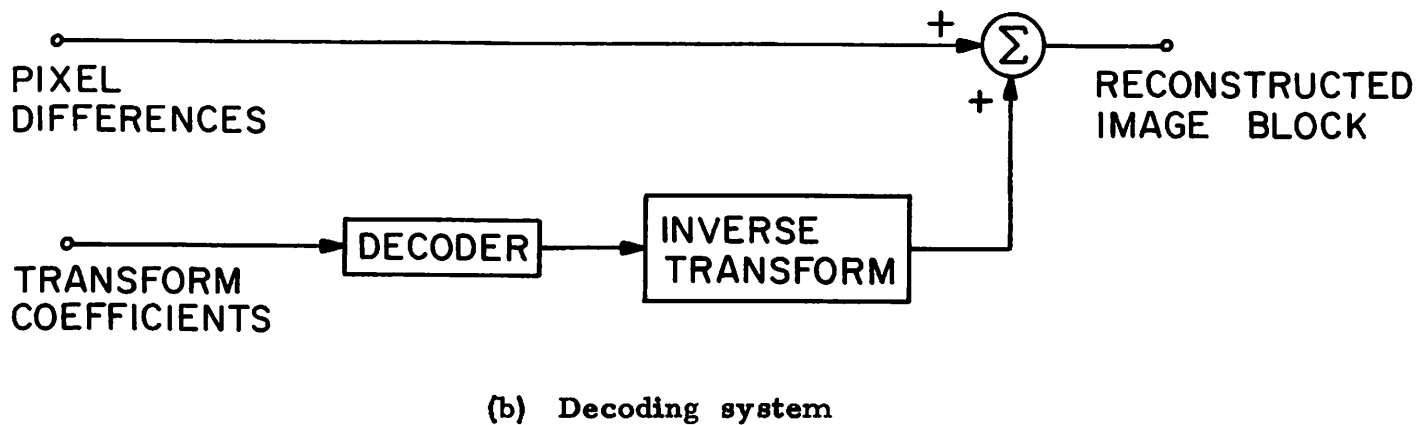 PIXEL
DIFFERENCES
+
Σ
+
RECONSTRUCTED
IMAGE BLOCK
TRANSFORM
COEFFICIENTS
DECODER
INVERSE
TRANSFORM
(b) Decoding system